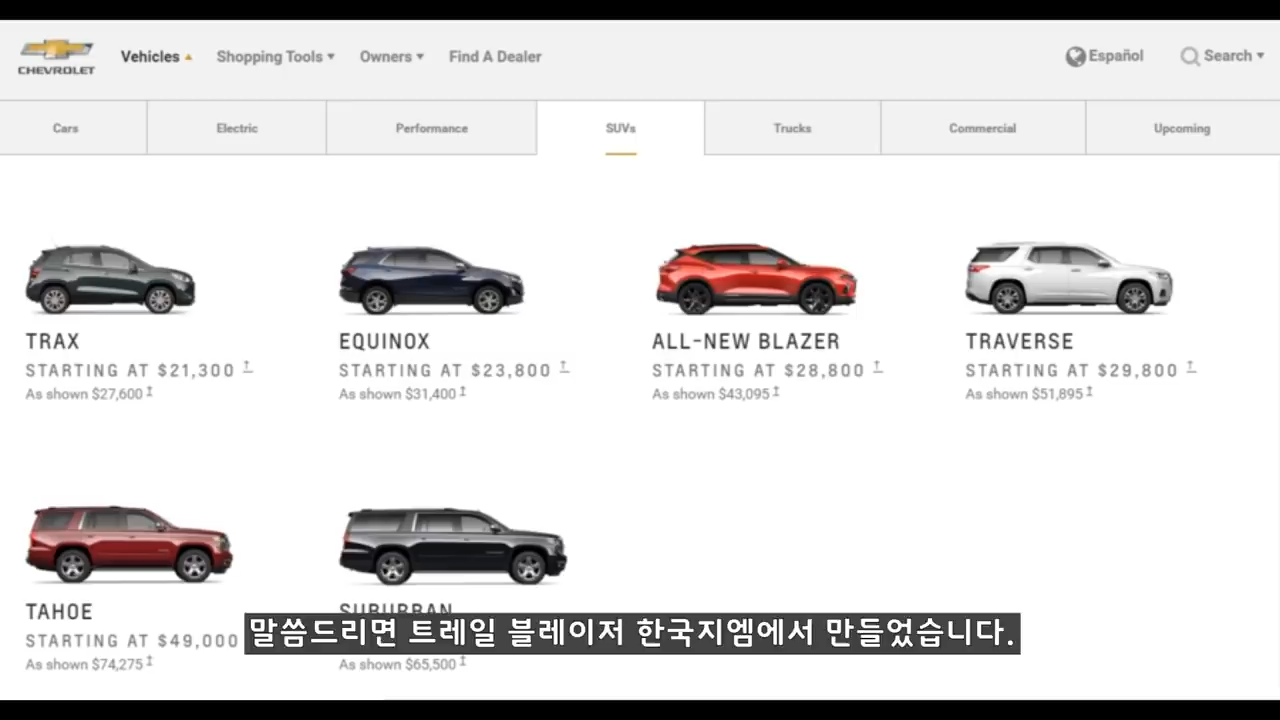 CHEVROLET
Vehicles
Shopping Tools
Owners
Find A Dealer
Español
Search
Cars
Electric
Performance
SUVs
Trucks
Commercial
Upcoming
TRAX
STARTING AT $21,300 ↥
As shown $27,600 ↥
EQUINOX
STARTING AT $23,800 ↥
As shown $31,400 ↥
ALL-NEW BLAZER
STARTING AT $28,800 ↥
As shown $43,095 ↥
TRAVERSE
STARTING AT $29,800 ↥
As shown $51,895 ↥
TAHOE
STARTING AT $49,000
As shown $74,275 ↥
SUBURBAN
As shown $65,500 ↥
말씀드리면 트레일 블레이저 한국지엠에서 만들었습니다.